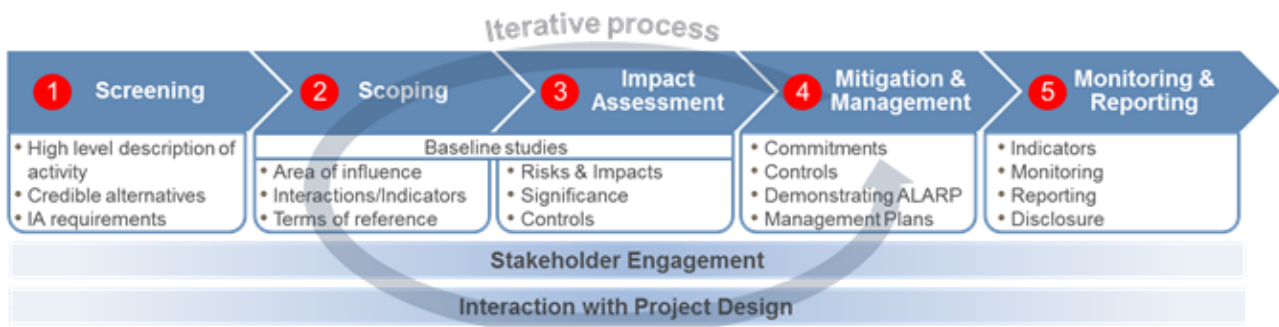 Iterative process
1 Screening
• High level description of
activity
• Credible alternatives
• IA requirements
2 Scoping
3 Impact
Assessment
Baseline studies
• Area of influence
• Interactions/Indicators
• Terms of reference
• Risks & Impacts
• Significance
• Controls
4 Mitigation &
Management
• Commitments
• Controls
• Demonstrating ALARP
• Management Plans
5 Monitoring &
Reporting
• Indicators
• Monitoring
• Reporting
• Disclosure
Stakeholder Engagement
Interaction with Project Design